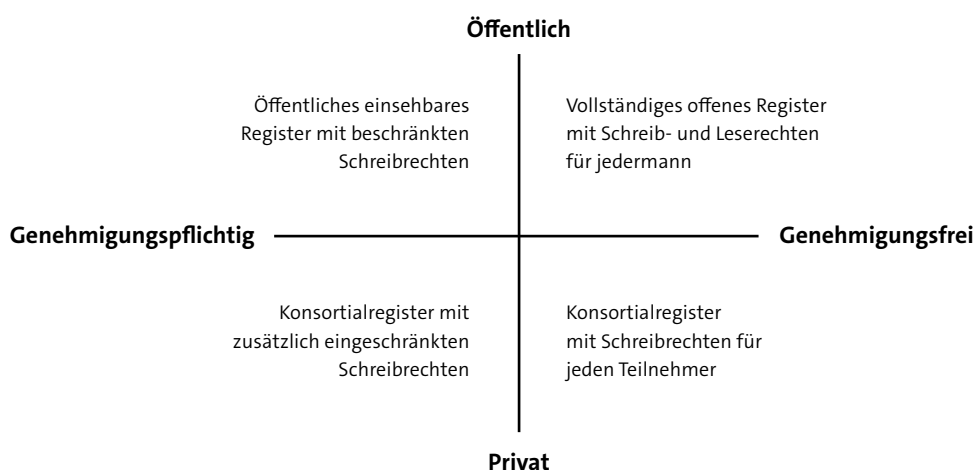 Öffentlich
Öffentliches einsehbares
Register mit beschränkten
Schreibrechten
Vollständiges offenes Register
mit Schreib- und Leserechten
für jedermann
Genehmigungspflichtig
Genehmigungsfrei
Konsortialregister mit
zusätzlich eingeschränkten
Schreibrechten
Konsortialregister
mit Schreibrechten für
jeden Teilnehmer
Privat